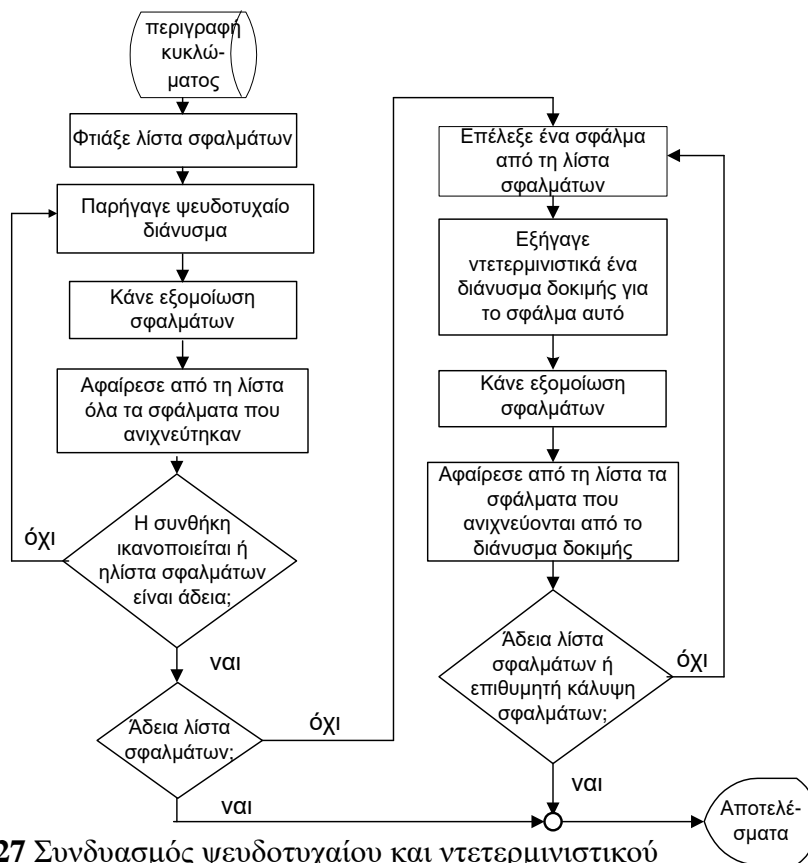 περιγραφή
κυκλώ-
ματος
Φτιάξε λίστα σφαλμάτων
Παρήγαγε ψευδοτυχαίο
διάνυσμα
Κάνε εξομοίωση
σφαλμάτων
Αφαίρεσε από τη λίστα
όλα τα σφάλματα που
ανιχνεύτηκαν
όχι
Η συνθήκη
ικανοποιείται ή
ηλίστα σφαλμάτων
είναι άδεια;
ναι
Άδεια λίστα
σφαλμάτων;
όχι
ναι
Επέλεξε ένα σφάλμα
από τη λίστα
σφαλμάτων
Εξήγαγε
ντετερμινιστικά ένα
διάνυσμα δοκιμής για
το σφάλμα αυτό
Κάνε εξομοίωση
σφαλμάτων
Αφαίρεσε από τη λίστα τα
σφάλματα που
ανιχνεύονται από το
διάνυσμα δοκιμής
Άδεια λίστα
σφαλμάτων ή
επιθυμητή κάλυψη
σφαλμάτων;
όχι
ναι
Αποτελέ-
σματα
27 Συνδυασμός ψευδοτυχαίου και ντετερμινιστικού